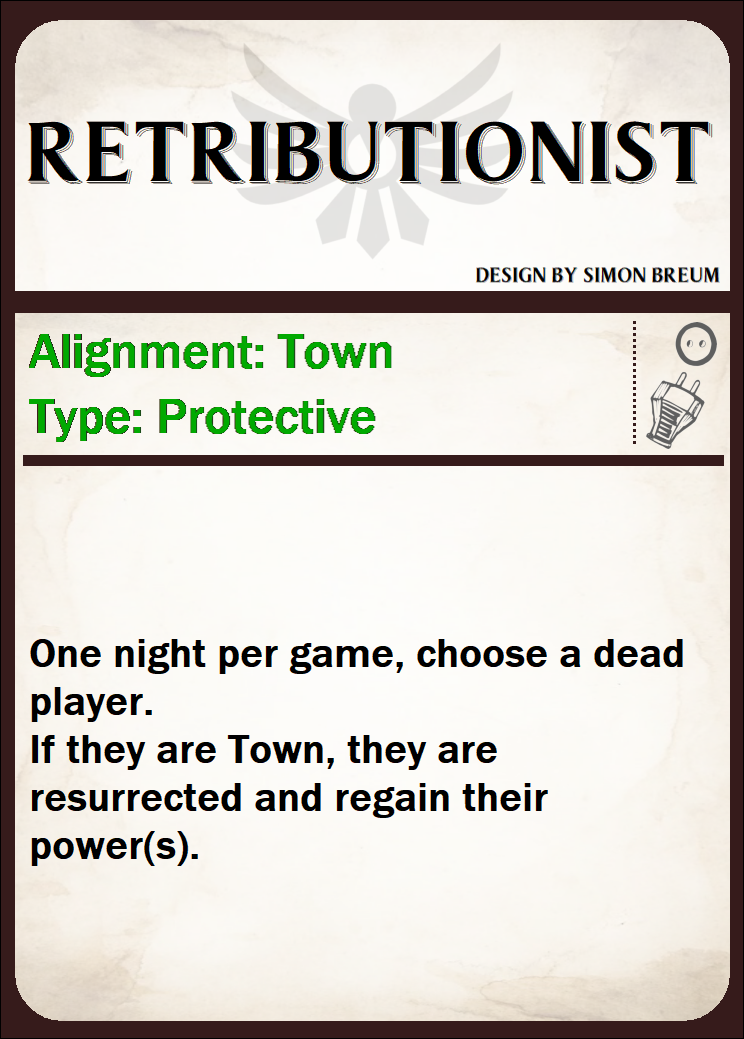 RETRIBUTIONIST
DESIGN BY SIMON BREUM
Alignment: Town
Type: Protective
One night per game, choose a dead
player.
If they are Town, they are
resurrected and regain their
power(s).